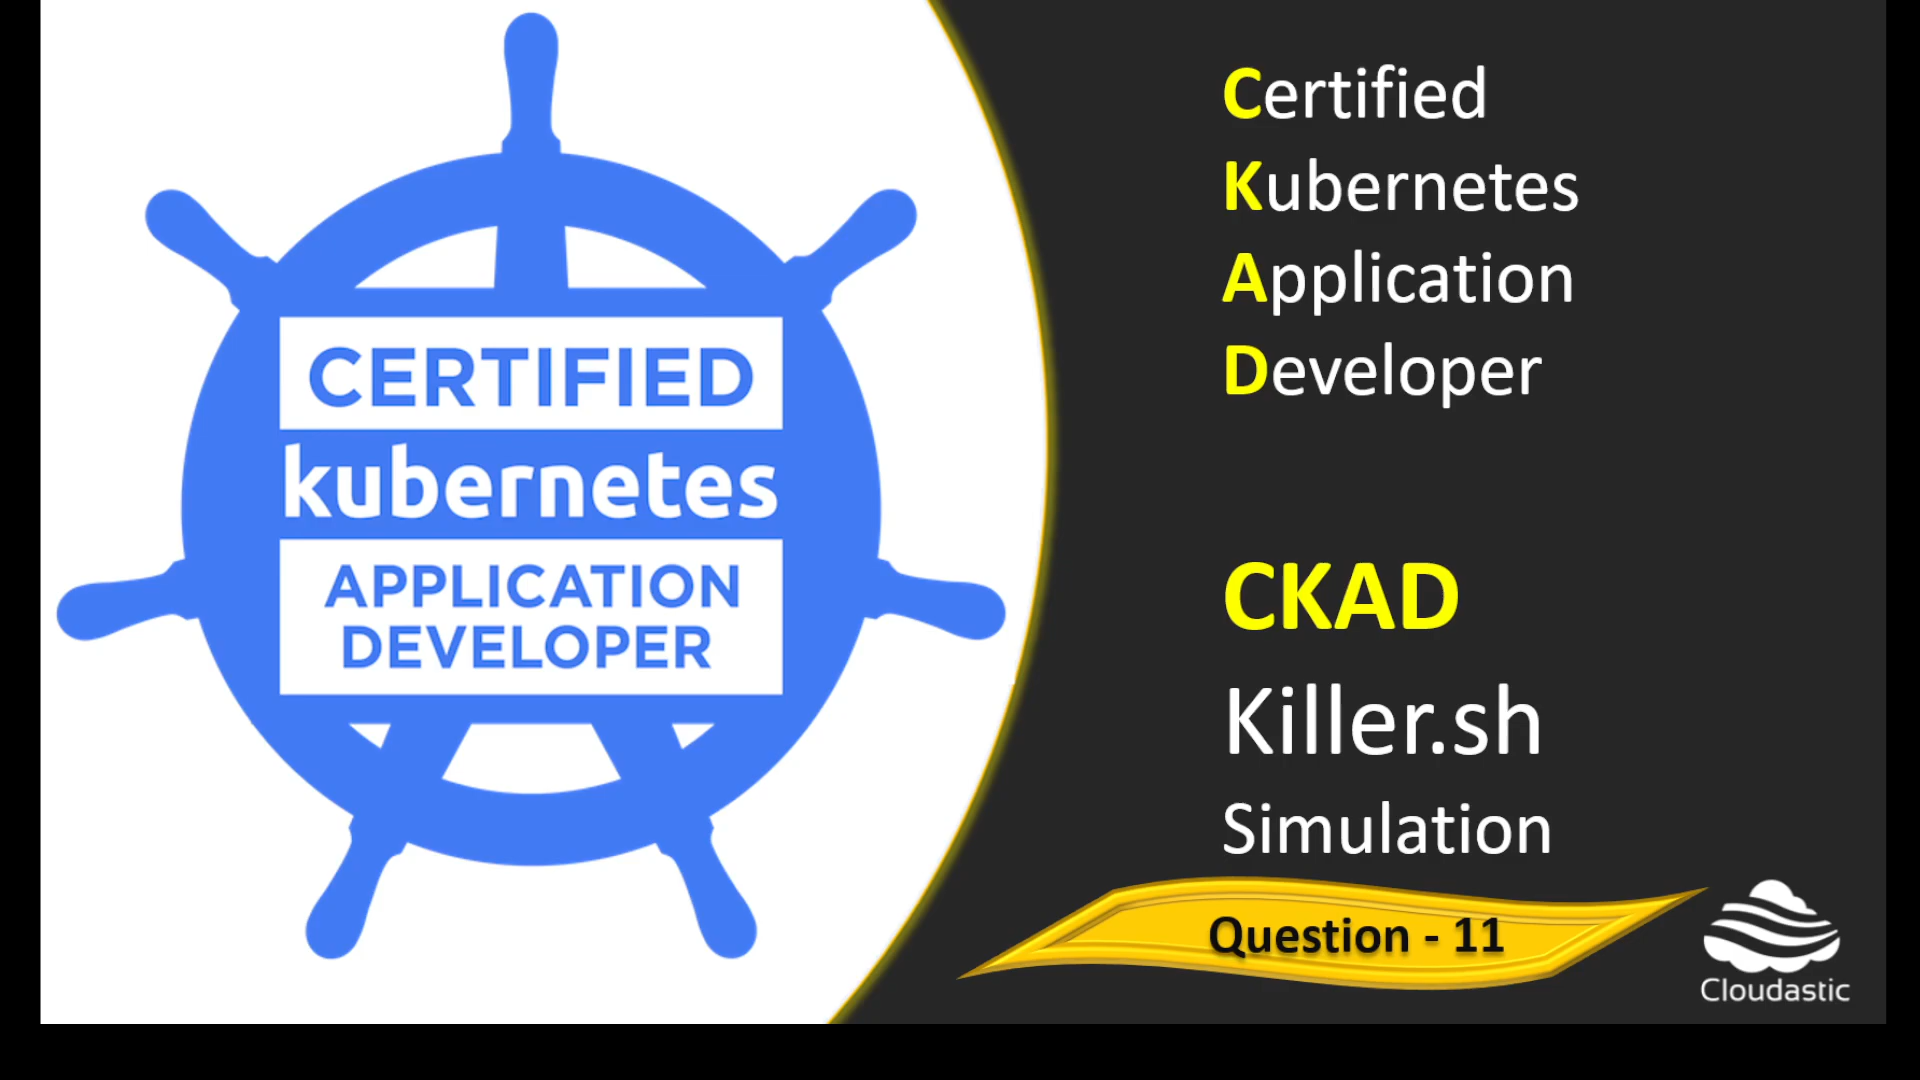 CERTIFIED
kubernetes
APPLICATION
DEVELOPER
Certified
Kubernetes
Application
Developer
CKAD
Killer.sh
Simulation
Question - 11
Cloudastic